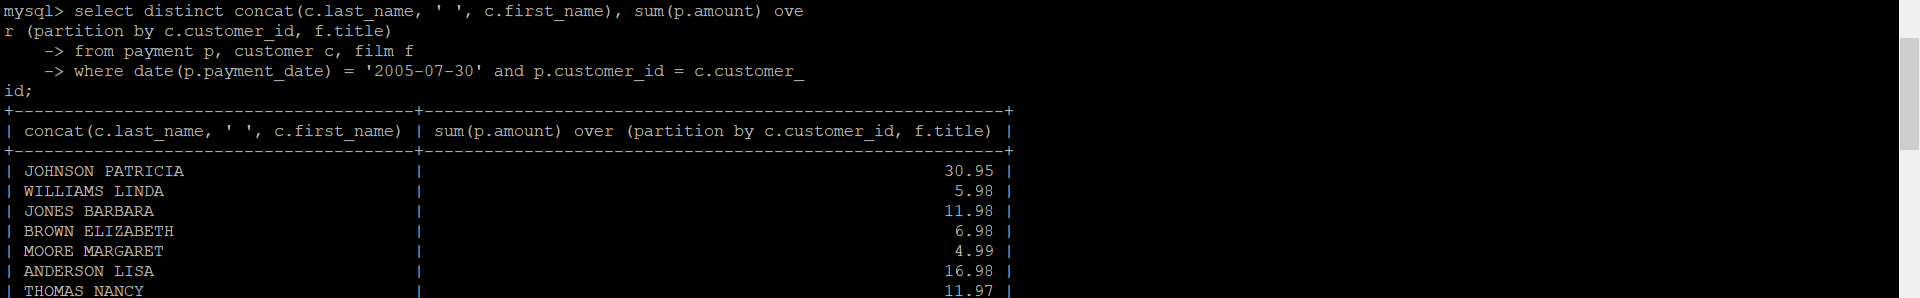 mysql> select distinct concat(c.last_name, ' ', c.first_name), sum(p.amount) ove
r (partition by c.customer_id, f.title)
    -> from payment p, customer c, film f
    -> where date(p.payment_date) = '2005-07-30' and p.customer_id = c.customer_
id;
+----------------------------------------+----------------------------------------------------------+
| concat(c.last_name, ' ', c.first_name) | sum(p.amount) over (partition by c.customer_id, f.title) |
+----------------------------------------+----------------------------------------------------------+
| JOHNSON PATRICIA                       |                                                    30.95 |
| WILLIAMS LINDA                         |                                                     5.98 |
| JONES BARBARA                          |                                                    11.98 |
| BROWN ELIZABETH                        |                                                     6.98 |
| MOORE MARGARET                         |                                                     4.99 |
| ANDERSON LISA                          |                                                    16.98 |
| THOMAS NANCY                           |                                                    11.97 |